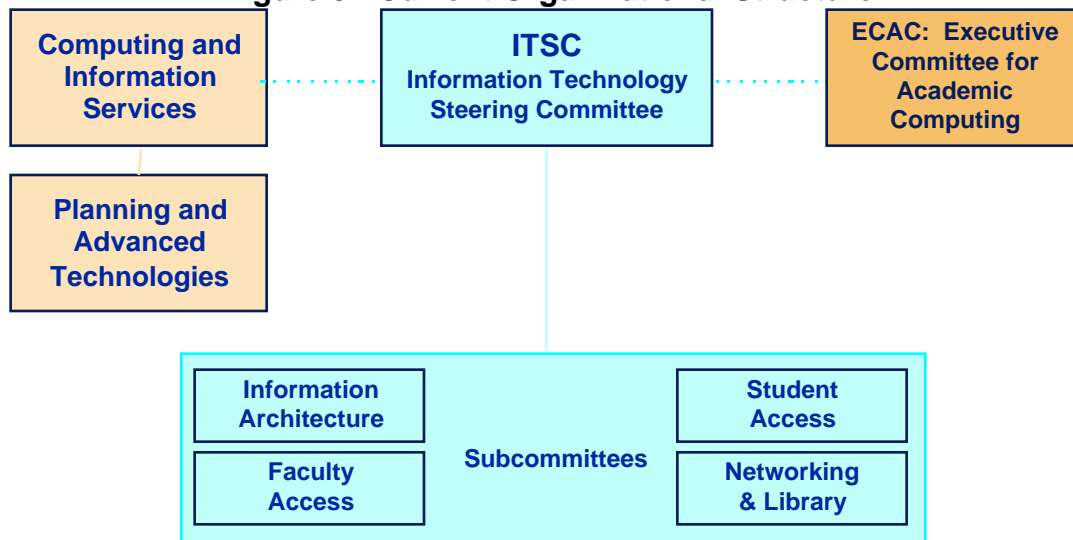 Computing and
Information
Services
ITSC
Information Technology
Steering Committee
ECAC: Executive
Committee for
Academic
Computing
Planning and
Advanced
Technologies
Information
Architecture
Student
Access
Subcommittees
Faculty
Access
Networking
& Library